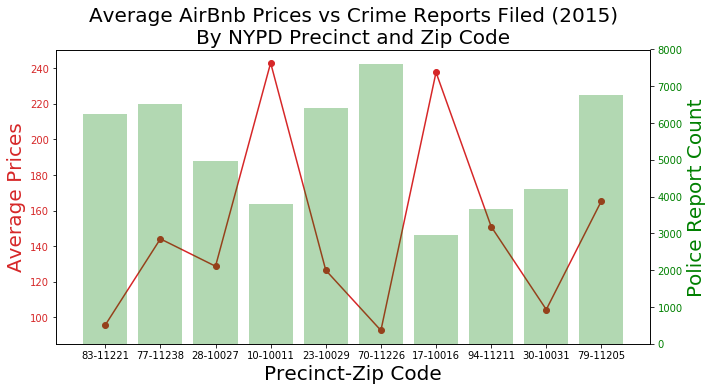 Average AirBnb Prices vs Crime Reports Filed (2015)
By NYPD Precinct and Zip Code
Average Prices
240
220
200
180
160
140
120
100
8000
7000
6000
5000
4000
3000
2000
1000
0
Police Report Count
83-11221 77-11238 28-10027 10-10011 23-10029 70-11226 17-10016 94-11211 30-10031 79-11205
Precinct-Zip Code